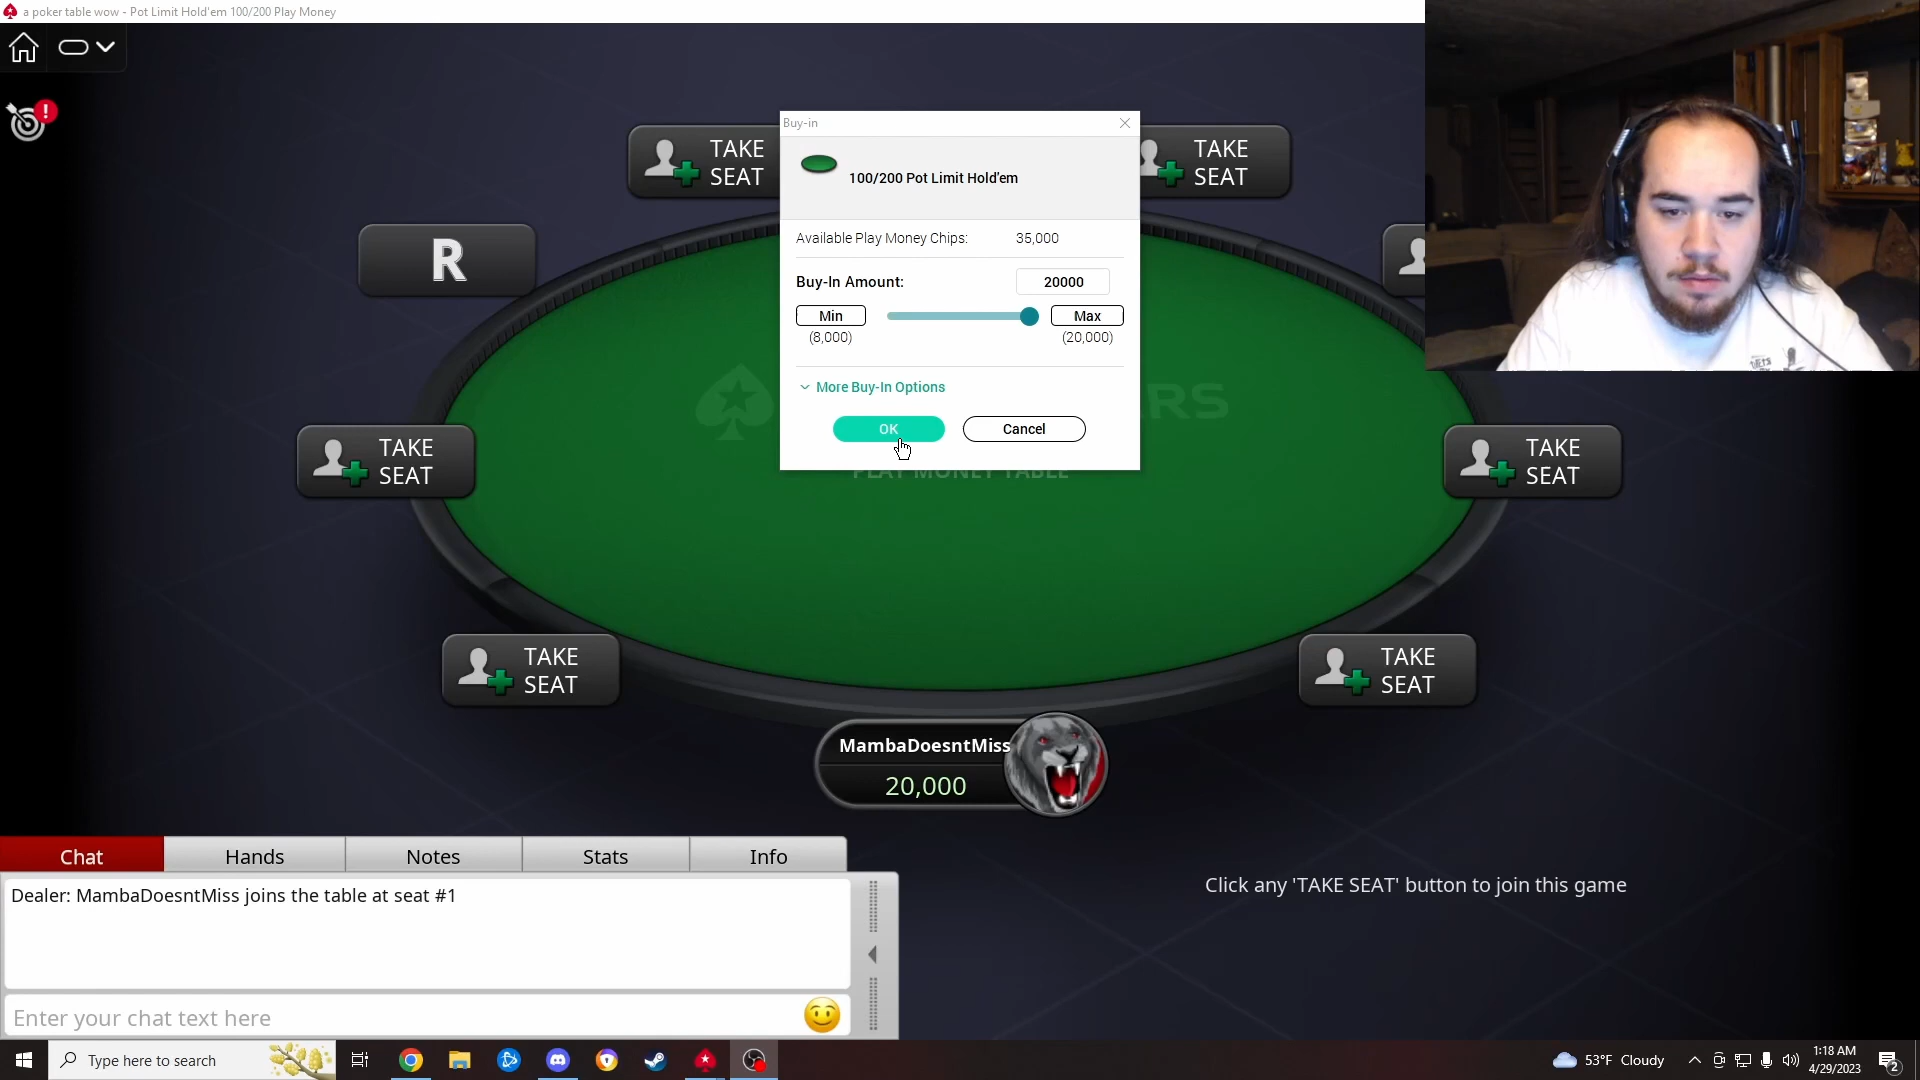 a poker table wow - Pot Limit Hold'em 100/200 Play Money
Buy-in
100/200 Pot Limit Hold'em
Available Play Money Chips: 35,000
Buy-In Amount: 20000
Min
Max
(8,000)
(20,000)
More Buy-In Options
OK
Cancel
PLAY MONEY TABLE
TAKE
SEAT
TAKE
SEAT
R
TAKE
SEAT
TAKE
SEAT
TAKE
SEAT
TAKE
SEAT
MambaDoesntMiss
20,000
Chat
Hands
Notes
Stats
Info
Dealer: MambaDoesntMiss joins the table at seat #1
Enter your chat text here
Click any 'TAKE SEAT' button to join this game
Type here to search
53°F Cloudy
1:18 AM
4/29/2023
2